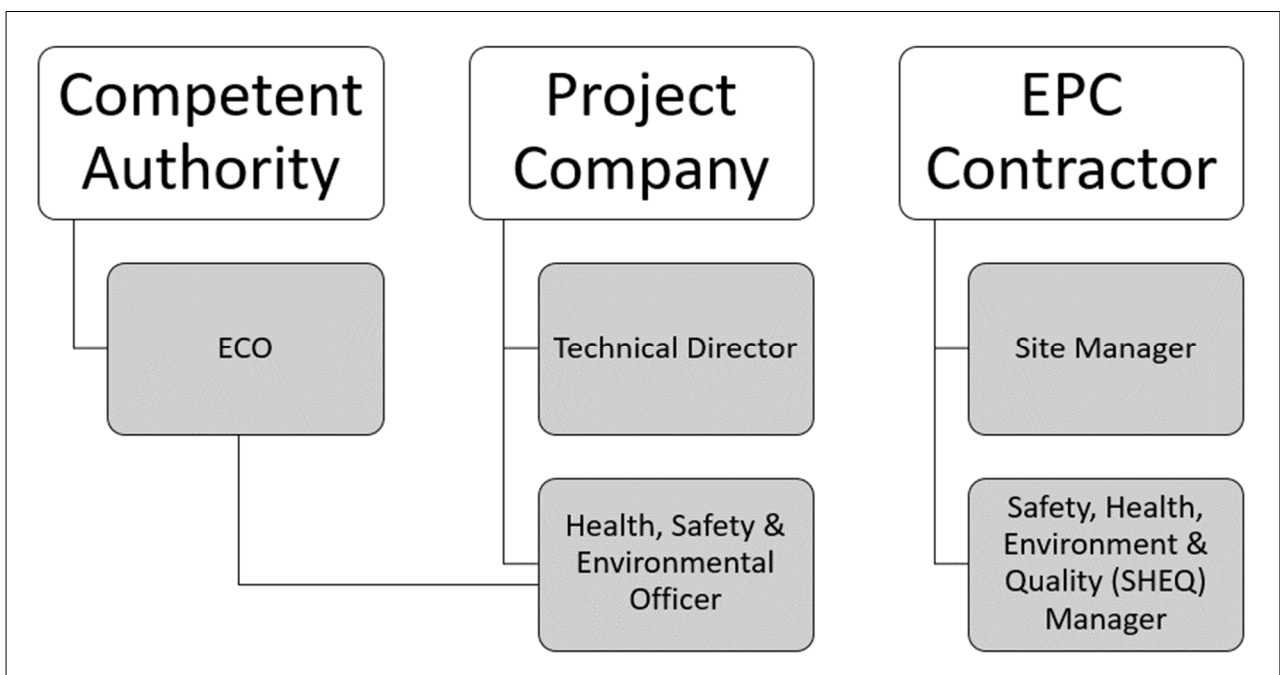 Competent
Authority
ECO
Project
Company
Technical Director
Health, Safety &
Environmental
Officer
EPC
Contractor
Site Manager
Safety, Health,
Environment &
Quality (SHEQ)
Manager